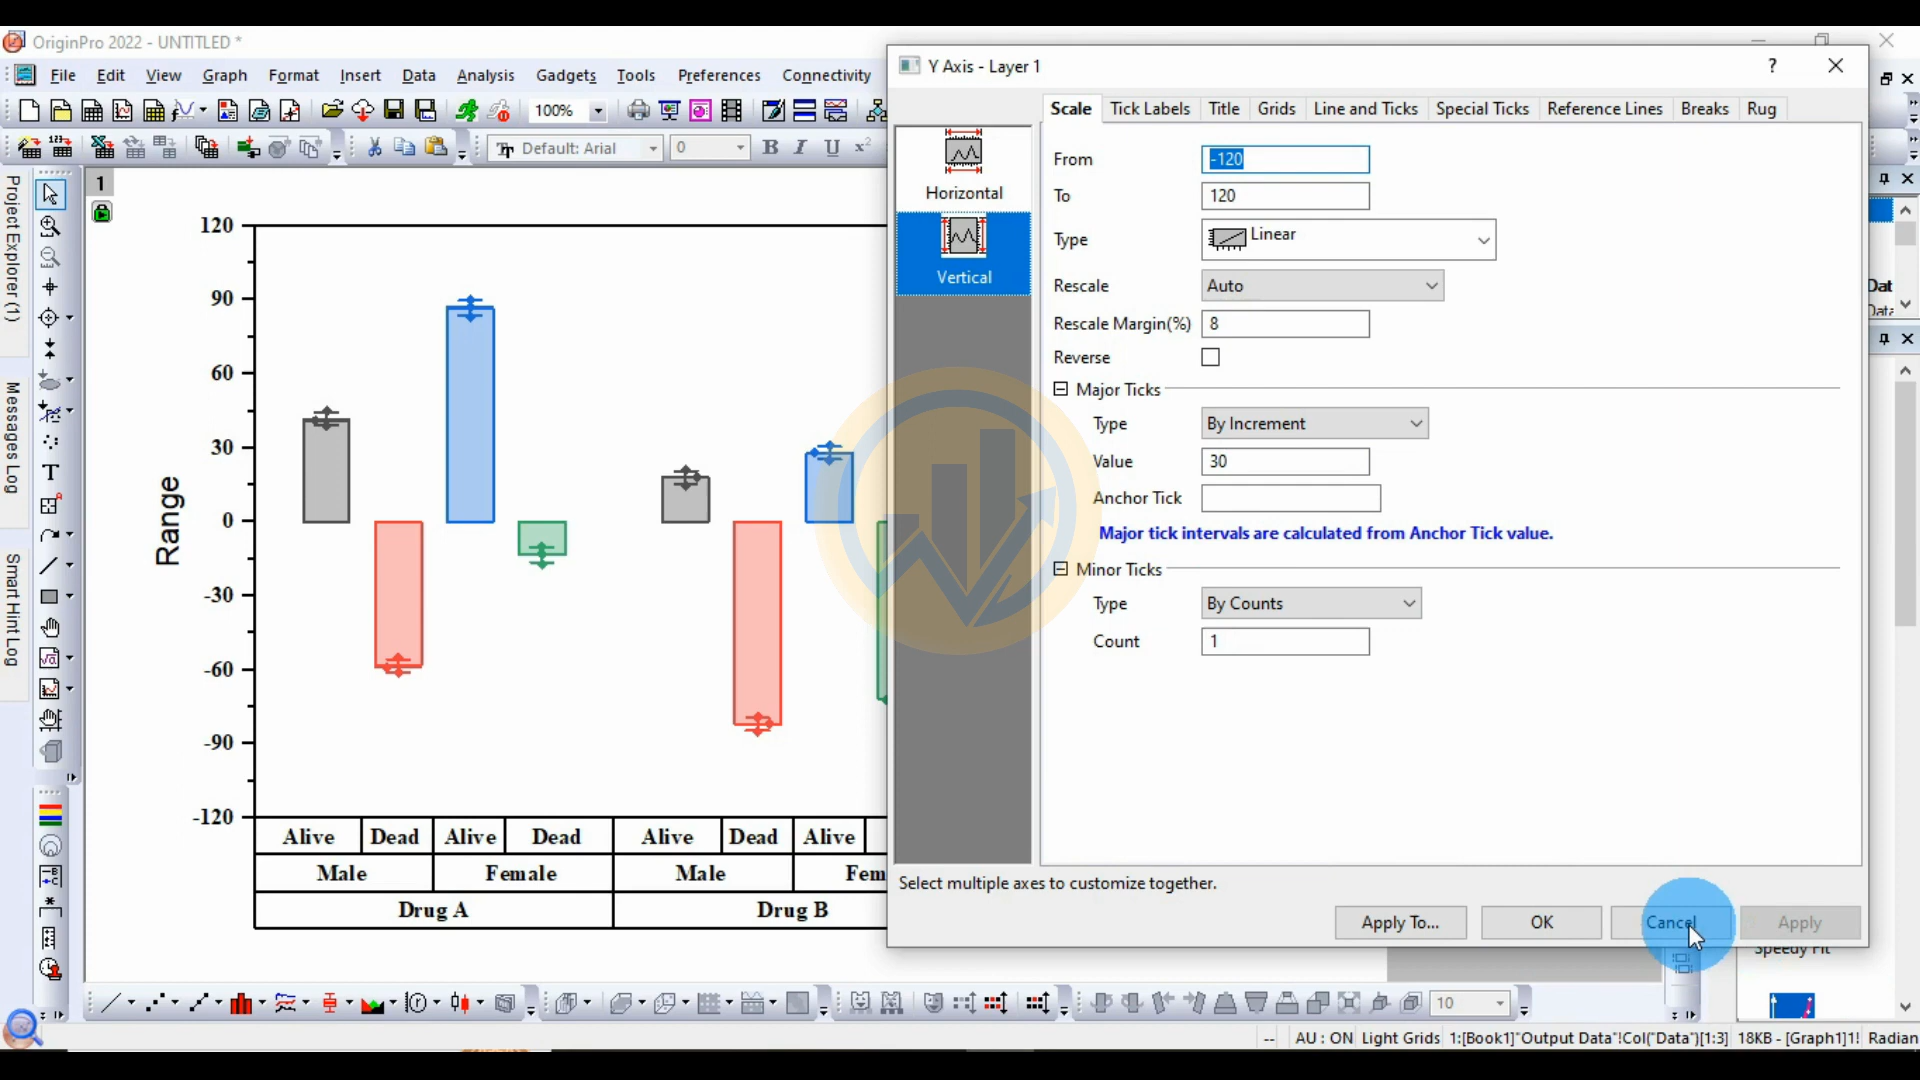 OriginPro 2022 - UNTITLED *
File Edit View Graph Format Insert Data Analysis Gadgets Tools Preferences Connectivity
100%
Default: Arial 0 B I U x²
Project Explorer (1)
Messages Log
Smart Hint Log
1
120
90
60
30
0
-30
-60
-90
-120
Range
Alive Dead Alive Dead Alive Dead Alive
Male Female Male Fem
Drug A Drug B
Y Axis - Layer 1 ?
Scale Tick Labels Title Grids Line and Ticks Special Ticks Reference Lines Breaks Rug
Horizontal
Vertical
From -120
To 120
Type Linear
Rescale Auto
Rescale Margin(%) 8
Reverse
Major Ticks
Type By Increment
Value 30
Anchor Tick
Major tick intervals are calculated from Anchor Tick value.
Minor Ticks
Type By Counts
Count 1
Select multiple axes to customize together.
Apply To... OK Cancel Apply
Dat
Data
Speedy Fit
10
-- AU : ON Light Grids 1:[Book1]"Output Data"!Col("Data")[1:3] 18KB - [Graph1]1! Radian